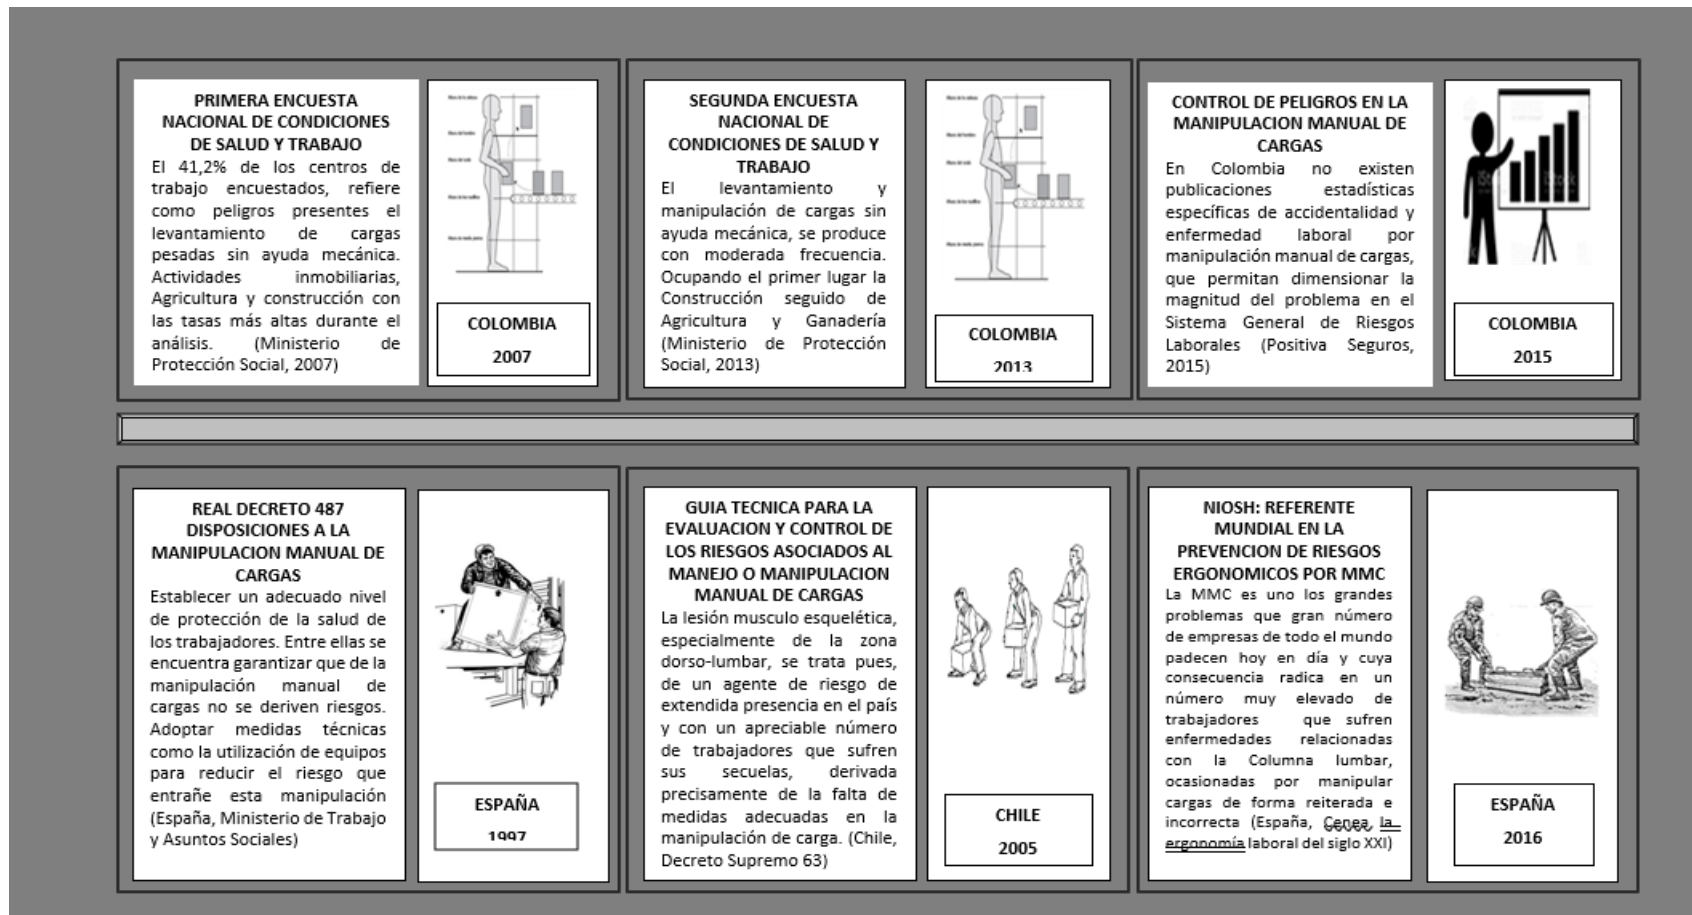 PRIMERA ENCUESTA
NACIONAL DE CONDICIONES
DE SALUD Y TRABAJO
El 41,2% de los centros de
trabajo encuestados, refiere
como peligros presentes el
levantamiento de cargas
pesadas sin ayuda mecánica.
Actividades inmobiliarias,
Agricultura y construcción con
las tasas más altas durante el
análisis. (Ministerio de
Protección Social, 2007)
COLOMBIA
2007
SEGUNDA ENCUESTA
NACIONAL DE
CONDICIONES DE SALUD Y
TRABAJO
El levantamiento y
manipulación de cargas sin
ayuda mecánica, se produce
con moderada frecuencia.
Ocupando el primer lugar la
Construcción seguido de
Agricultura y Ganadería
(Ministerio de Protección
Social, 2013)
COLOMBIA
2013
CONTROL DE PELIGROS EN LA
MANIPULACION MANUAL DE
CARGAS
En Colombia no existen
publicaciones estadísticas
específicas de accidentalidad y
enfermedad laboral por
manipulación manual de cargas,
que permitan dimensionar la
magnitud del problema en el
Sistema General de Riesgos
Laborales (Positiva Seguros,
2015)
COLOMBIA
2015
REAL DECRETO 487
DISPOSICIONES A LA
MANIPULACION MANUAL DE
CARGAS
Establecer un adecuado nivel
de protección de la salud de
los trabajadores. Entre ellas se
encuentra garantizar que de la
manipulación manual de
cargas no se deriven riesgos.
Adoptar medidas técnicas
como la utilización de equipos
para reducir el riesgo que
entrañe esta manipulación
(España, Ministerio de Trabajo
y Asuntos Sociales)
ESPAÑA
1997
GUIA TECNICA PARA LA
EVALUACION Y CONTROL DE
LOS RIESGOS ASOCIADOS AL
MANEJO O MANIPULACION
MANUAL DE CARGAS
La lesión musculo esquelética,
especialmente de la zona
dorso-lumbar, se trata pues,
de un agente de riesgo de
extendida presencia en el país
y con un apreciable número
de trabajadores que sufren
sus secuelas, derivada
precisamente de la falta de
medidas adecuadas en la
manipulación de carga. (Chile,
Decreto Supremo 63)
CHILE
2005
NIOSH: REFERENTE
MUNDIAL EN LA
PREVENCION DE RIESGOS
ERGONOMICOS POR MMC
La MMC es uno los grandes
problemas que gran número
de empresas de todo el mundo
padecen hoy en día y cuya
consecuencia radica en un
número muy elevado de
trabajadores que sufren
enfermedades relacionadas
con la Columna lumbar,
ocasionadas por manipular
cargas de forma reiterada e
incorrecta (España, Cenea la
ergonomía laboral del siglo XXI)
ESPAÑA
2016